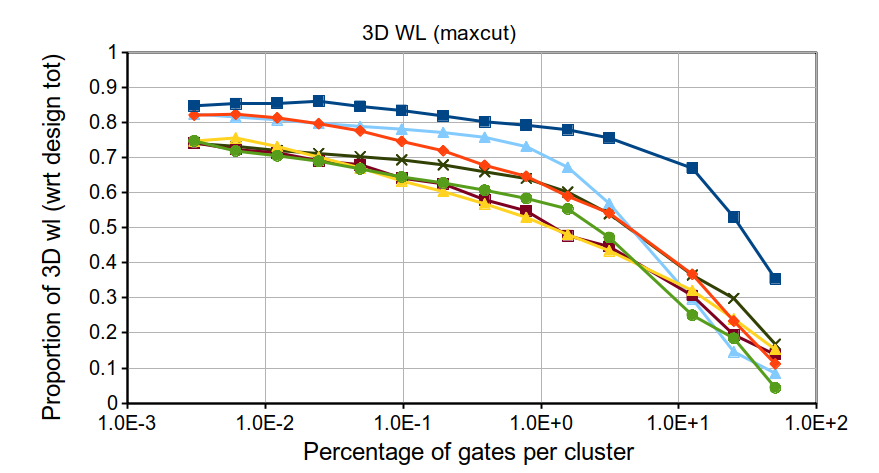 3D WL (maxcut)
Proportion of 3D wl (wrt design tot)
1
0.9
0.8
0.7
0.6
0.5
0.4
0.3
0.2
0.1
0
1.0E-3 1.0E-2 1.0E-1 1.0E+0 1.0E+1 1.0E+2
Percentage of gates per cluster